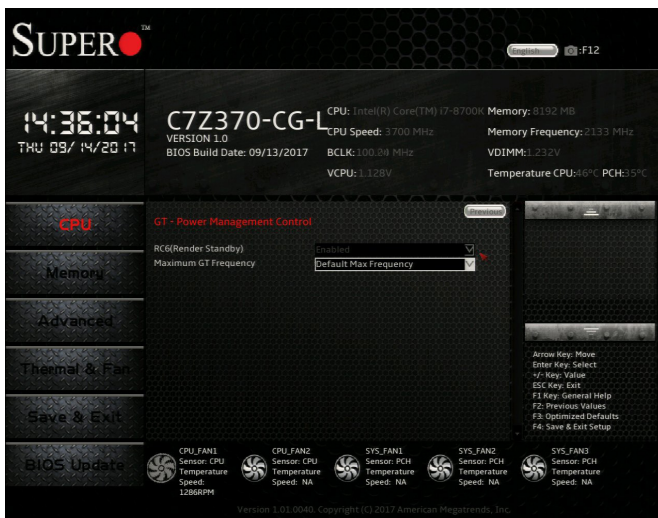 SUPER TM
English :F12
14:36:04
THU 09/14/2017
C7Z370-CG-L
VERSION 1.0
BIOS Build Date: 09/13/2017
CPU: Intel(R) Core(TM) i7-8700K
CPU Speed: 3700 MHz
BCLK: 100.24 MHz
VCPU: 1.128V
Memory: 8192 MB
Memory Frequency: 2133 MHz
VDIMM: 1.232V
Temperature CPU:46°C PCH:35°C
CPU
Memory
Advanced
Thermal & Fan
Save & Exit
BIOS Update
GT - Power Management Control
Previous
RC6(Render Standby) Enabled
Maximum GT Frequency Default Max Frequency
Arrow Key: Move
Enter Key: Select
+/- Key: Value
ESC Key: Exit
F1 Key: General Help
F2: Previous Values
F3: Optimized Defaults
F4: Save & Exit Setup
CPU_FAN1
Sensor: CPU
Temperature
Speed:
1286RPM
CPU_FAN2
Sensor: CPU
Temperature
Speed: NA
SYS_FAN1
Sensor: PCH
Temperature
Speed: NA
SYS_FAN2
Sensor: PCH
Temperature
Speed: NA
SYS_FAN3
Sensor: PCH
Temperature
Speed: NA
Version 1.01.0040. Copyright (C) 2017 American Megatrends, Inc.